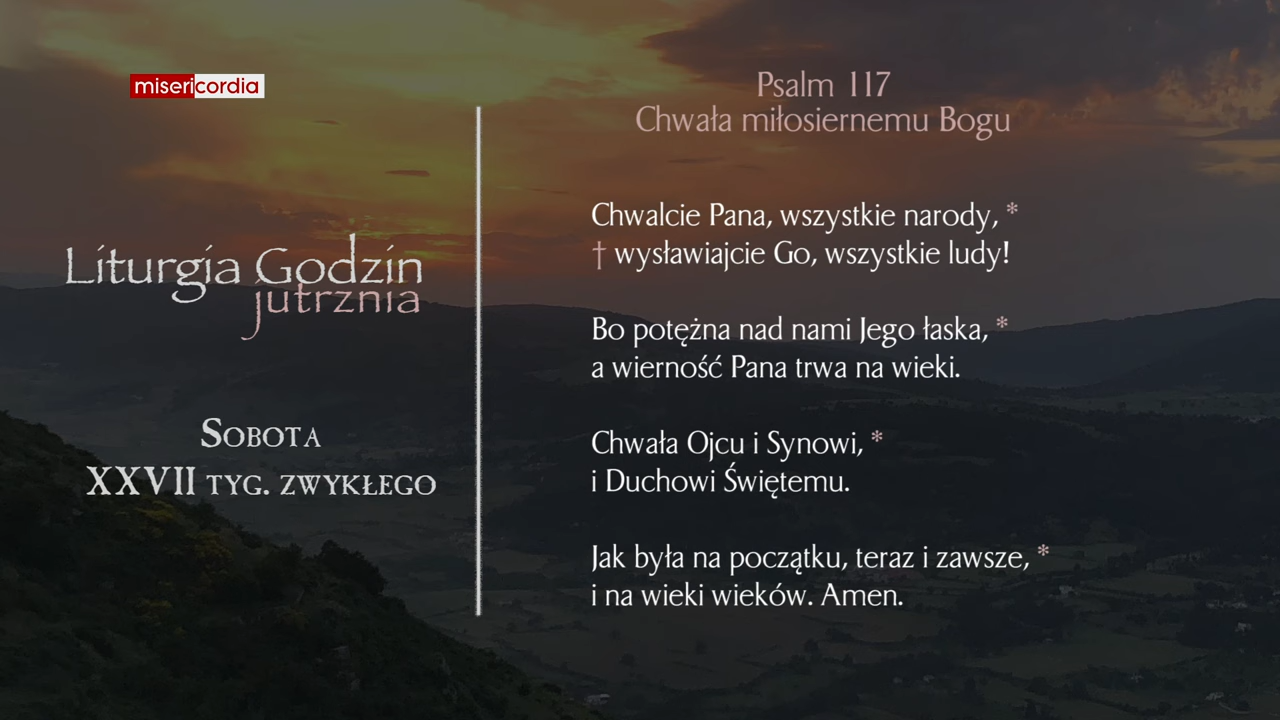 misericordia
Liturgia Godzin
jutrznia
Sobota
XXVII tyg. zwykłego
Psalm 117
Chwała miłosiernemu Bogu
Chwalcie Pana, wszystkie narody, *
† wysławiajcie Go, wszystkie ludy!
Bo potężna nad nami Jego łaska, *
a wierność Pana trwa na wieki.
Chwała Ojcu i Synowi, *
i Duchowi Świętemu.
Jak była na początku, teraz i zawsze, *
i na wieki wieków. Amen.